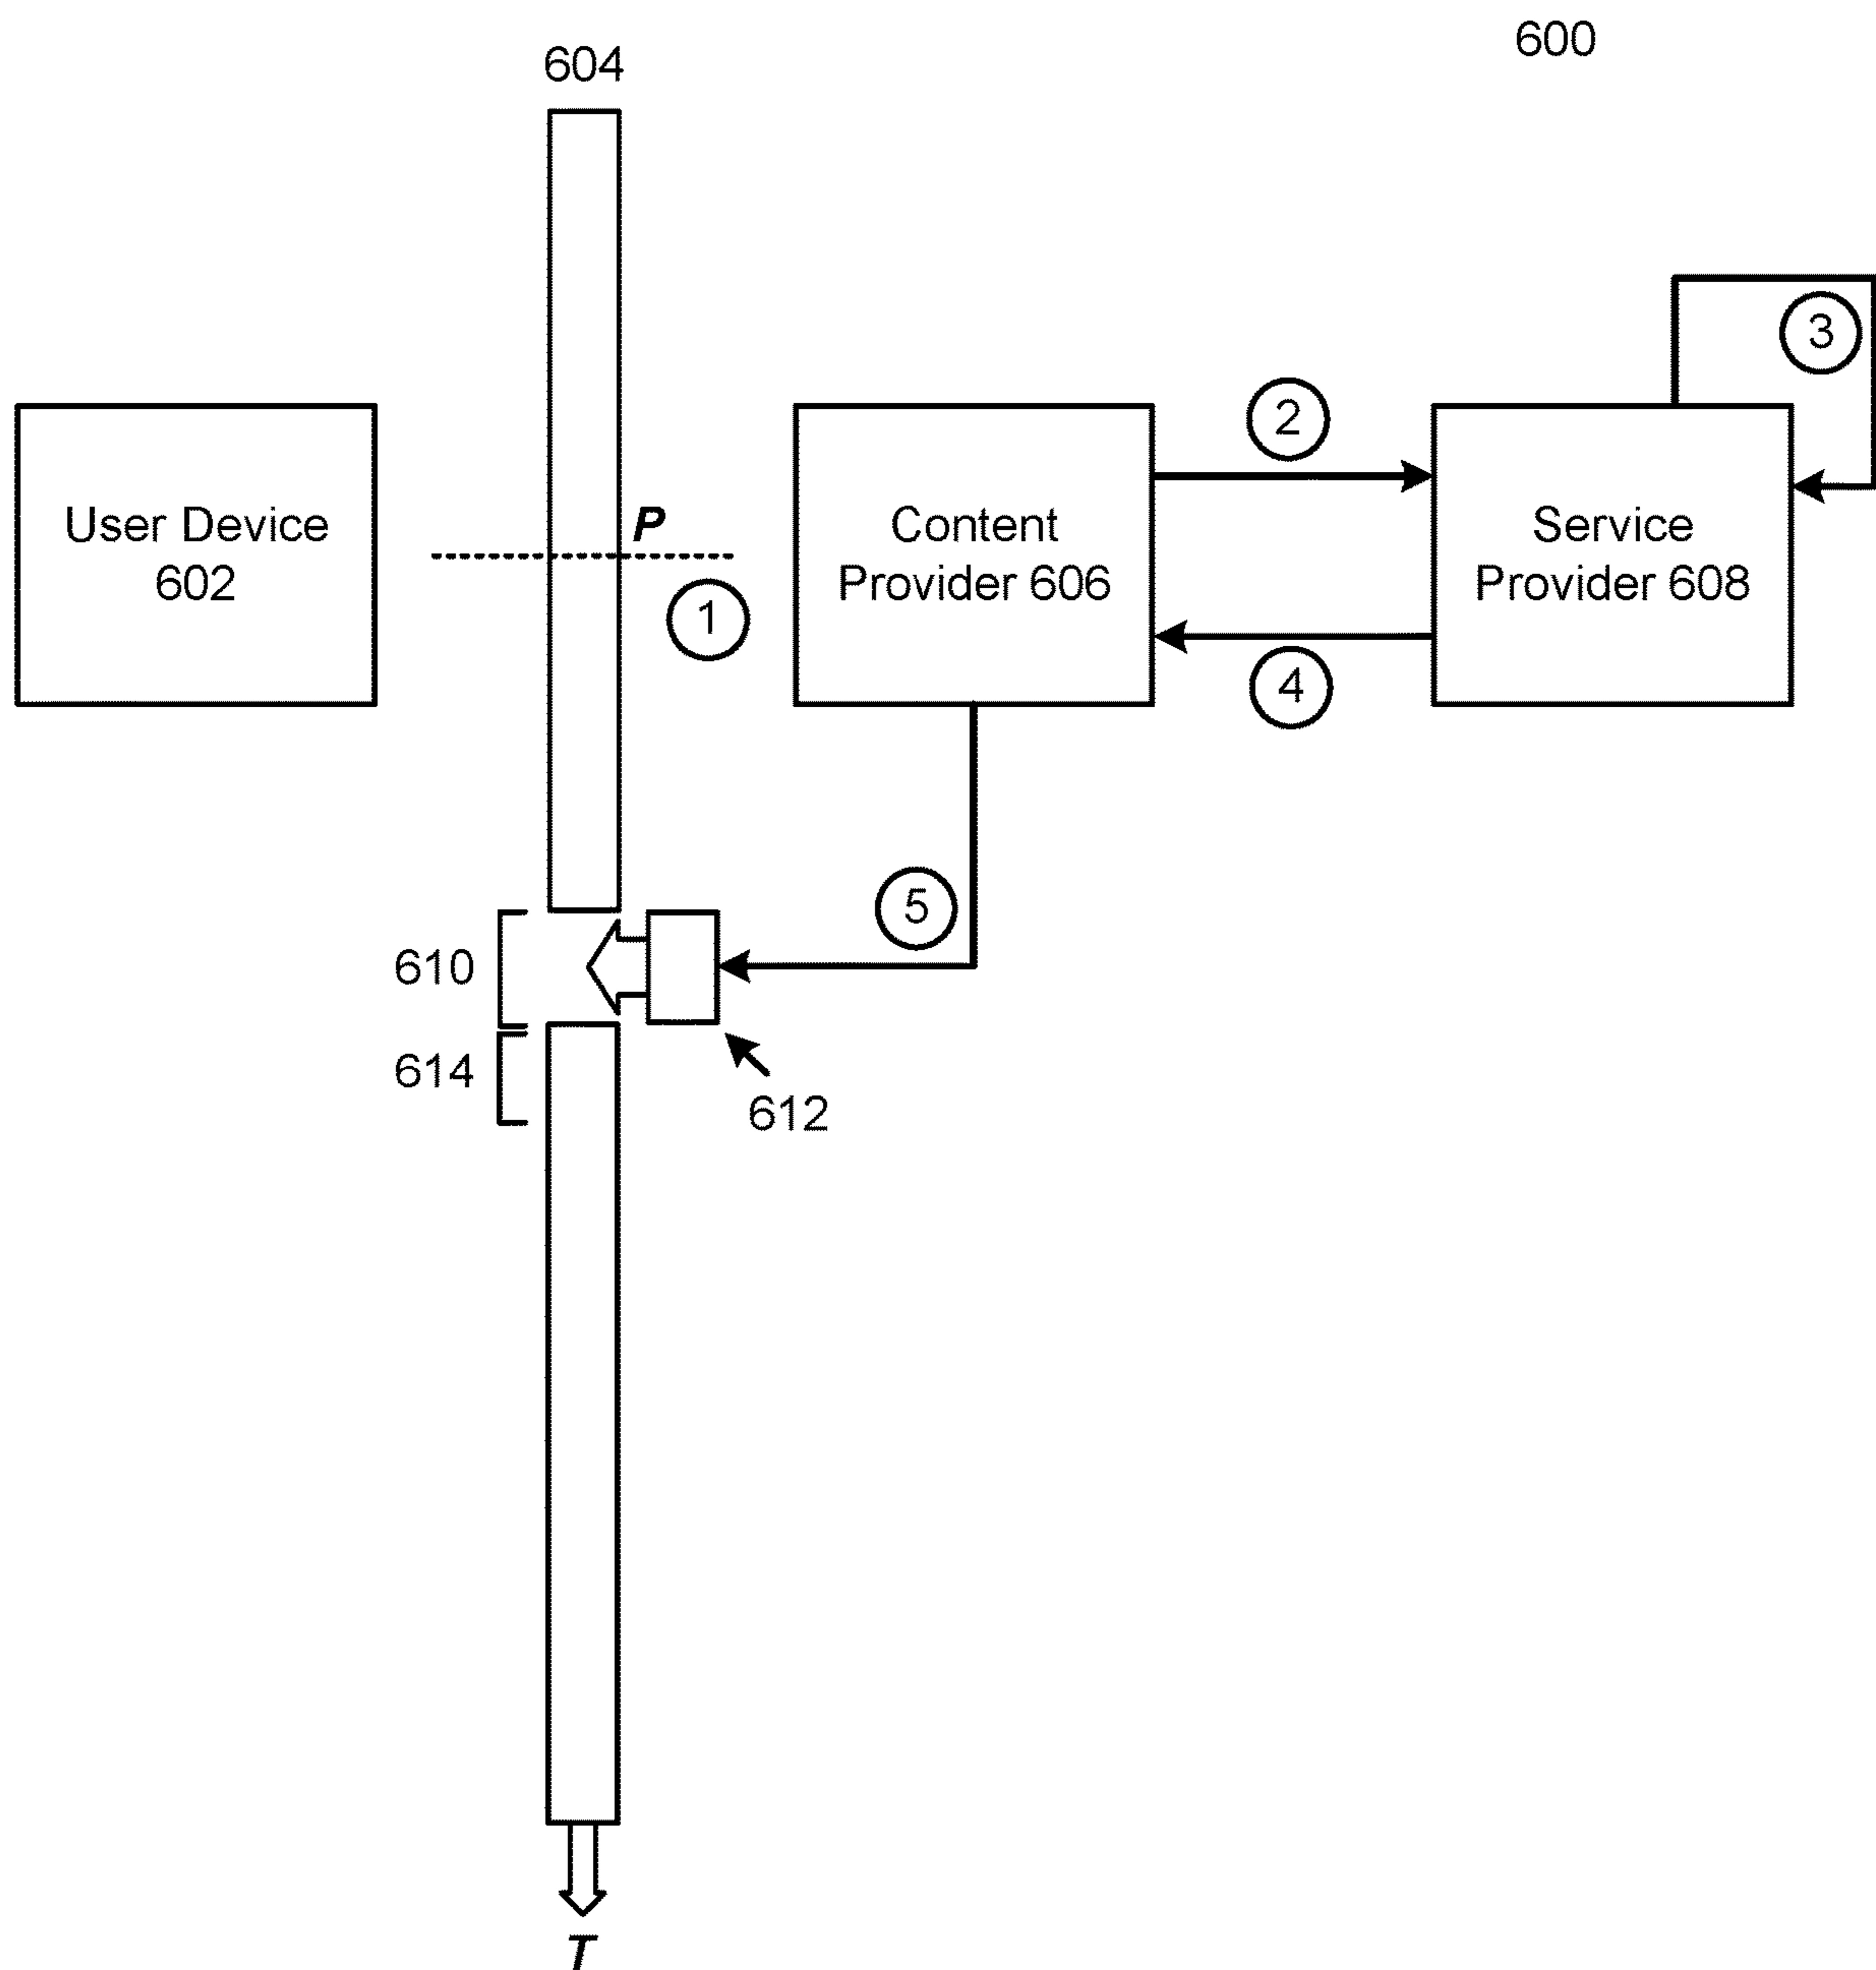 600
604
3
2
User Device
602
P
Content
Provider 606
Service
Provider 608
1
4
5
610
614
612
T